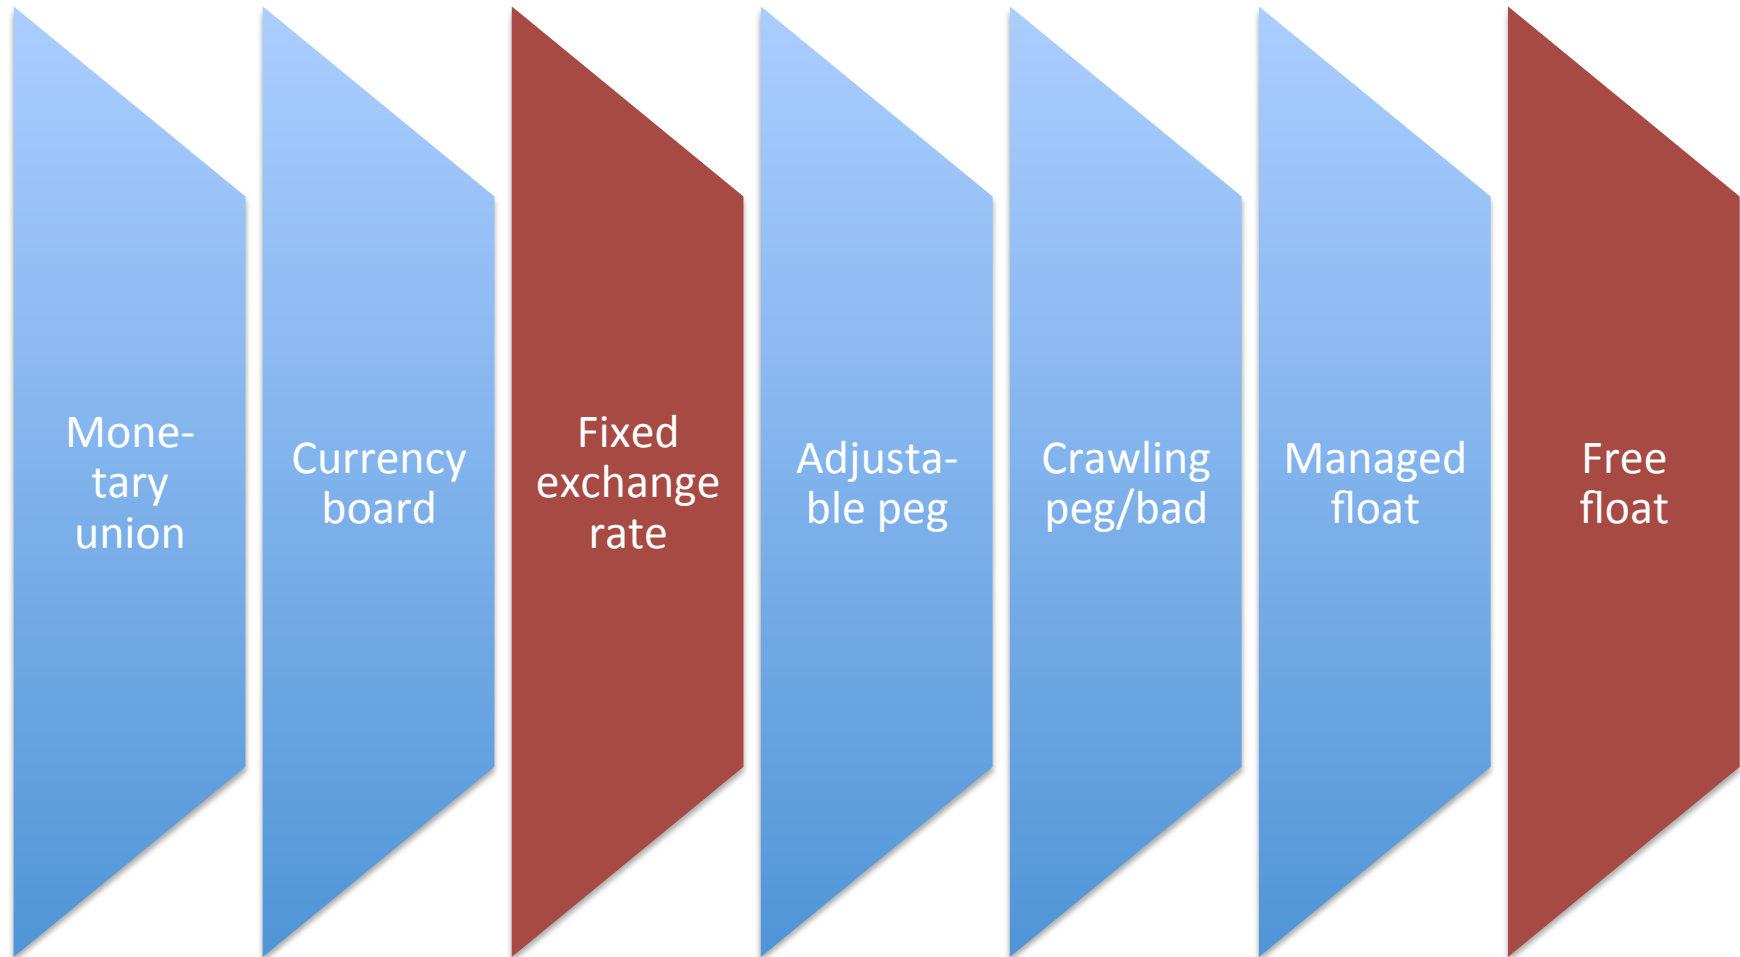 Mone-
tary
union
Currency
board
Fixed
exchange
rate
Adjusta-
ble peg
Crawling
peg/bad
Managed
float
Free
float